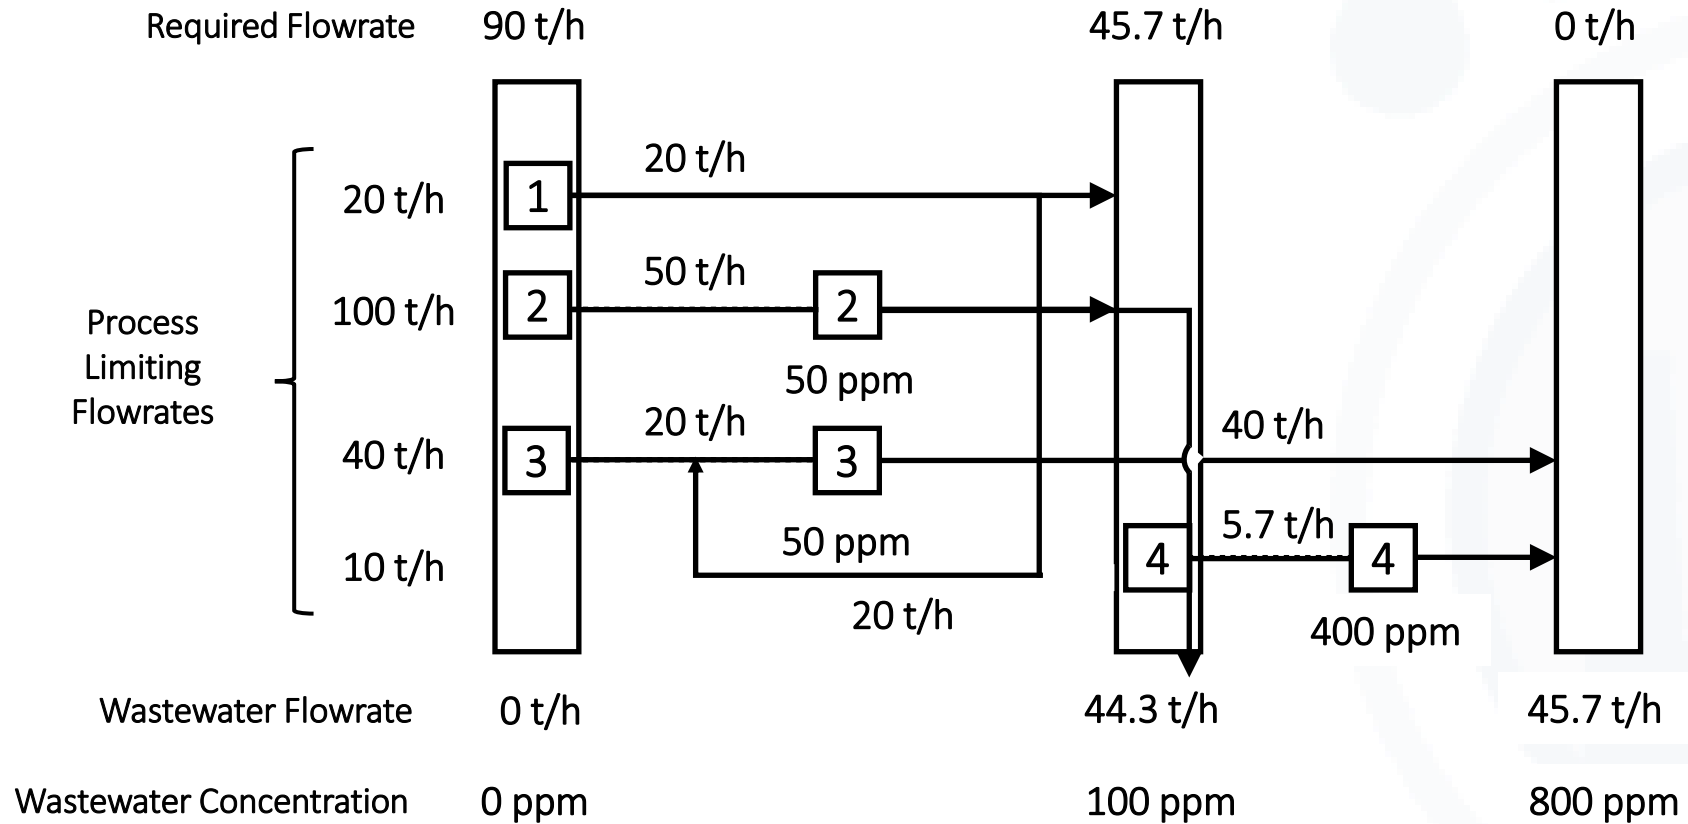 Required Flowrate 90 t/h 45.7 t/h 0 t/h
20 t/h
20 t/h 1
50 t/h
100 t/h 2 2
Process
Limiting
Flowrates
50 ppm
20 t/h 40 t/h
40 t/h 3 3
5.7 t/h
50 ppm
10 t/h 4 4
20 t/h
400 ppm
Wastewater Flowrate 0 t/h 44.3 t/h 45.7 t/h
Wastewater Concentration 0 ppm 100 ppm 800 ppm